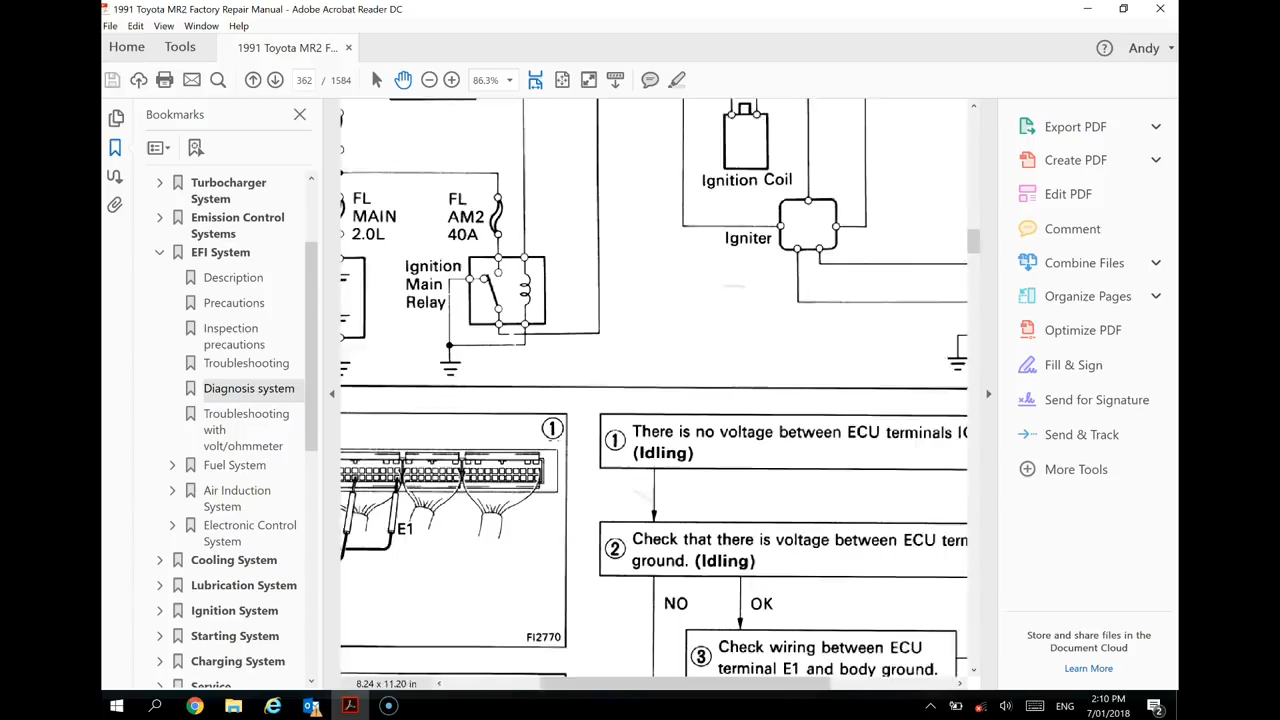 1991 Toyota MR2 Factory Repair Manual - Adobe Acrobat Reader DC
File Edit View Window Help
Home Tools 1991 Toyota MR2 F... × Andy
362 / 1584 86.3%
Bookmarks
Turbocharger
System
Emission Control
Systems
EFI System
Description
Precautions
Inspection
precautions
Troubleshooting
Diagnosis system
Troubleshooting
with
volt/ohmmeter
Fuel System
Air Induction
System
Electronic Control
System
Cooling System
Lubrication System
Ignition System
Starting System
Charging System
Service
FL
MAIN
2.0L
FL
AM2
40A
Ignition
Main
Relay
Ignition Coil
Igniter
1
E1
FI2770
1 There is no voltage between ECU terminals
(Idling)
2 Check that there is voltage between ECU term
ground. (Idling)
NO OK
3 Check wiring between ECU
terminal E1 and body ground.
8.24 x 11.20 in
Export PDF
Create PDF
Edit PDF
Comment
Combine Files
Organize Pages
Optimize PDF
Fill & Sign
Send for Signature
Send & Track
More Tools
Store and share files in the
Document Cloud
Learn More
ENG
2:10 PM
7/01/2018
2